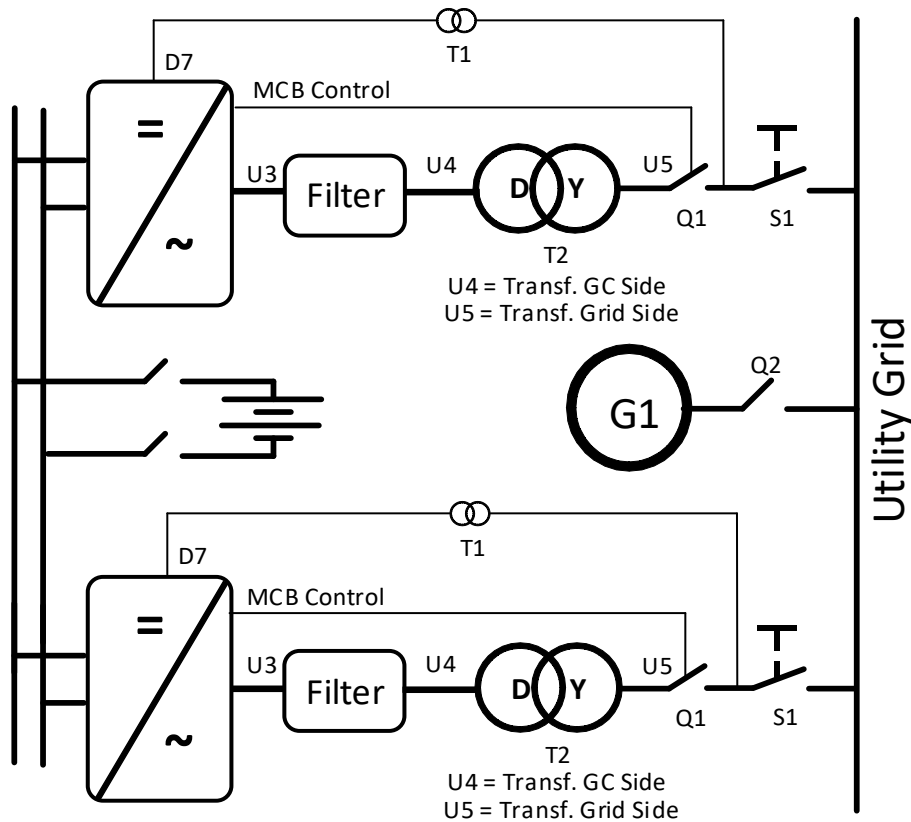 T1
D7
MCB Control
=
~
U3
Filter
U4
D Y
U5
Q1
S1
T2
U4 = Transf. GC Side
U5 = Transf. Grid Side
G1
Q2
Utility Grid
T1
D7
MCB Control
=
~
U3
Filter
U4
D Y
U5
Q1
S1
T2
U4 = Transf. GC Side
U5 = Transf. Grid Side